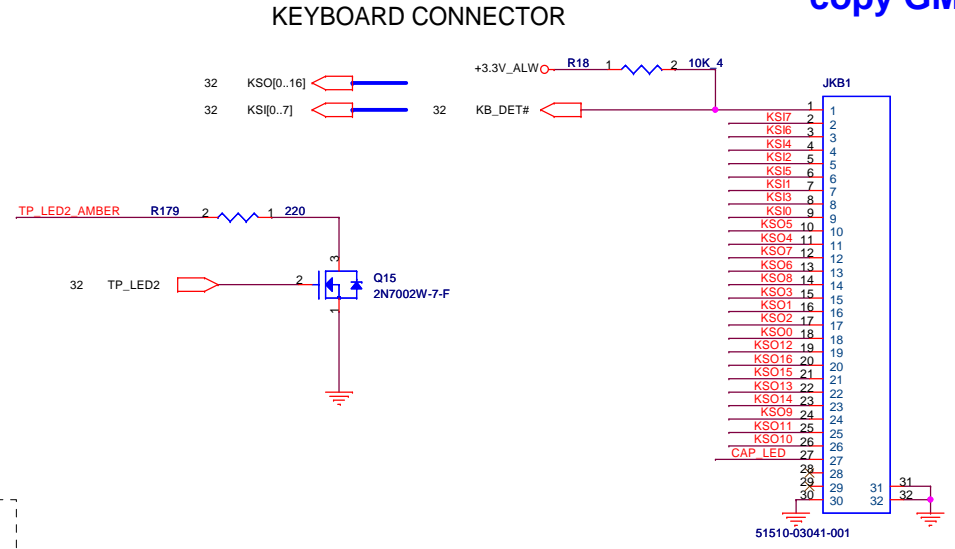 KEYBOARD CONNECTOR
copy GM
+3.3V_ALW R18 1 2 10K_4
32 KSO[0..16]
32 KSI[0..7]
32 KB_DET#
JKB1
1 1
KSI7 2 2
KSI6 3 3
KSI4 4 4
KSI2 5 5
KSI5 6 6
KSI1 7 7
KSI3 8 8
KSI0 9 9
KSO5 10 10
KSO4 11 11
KSO7 12 12
KSO6 13 13
KSO8 14 14
KSO3 15 15
KSO1 16 16
KSO2 17 17
KSO0 18 18
KSO12 19 19
KSO16 20 20
KSO15 21 21
KSO13 22 22
KSO14 23 23
KSO9 24 24
KSO11 25 25
KSO10 26 26
CAP_LED 27 27
28 28
29 29 31 31
30 30 32 32
51510-03041-001
TP_LED2_AMBER R179 2 1 220
3
32 TP_LED2 2
Q15
2N7002W-7-F
1